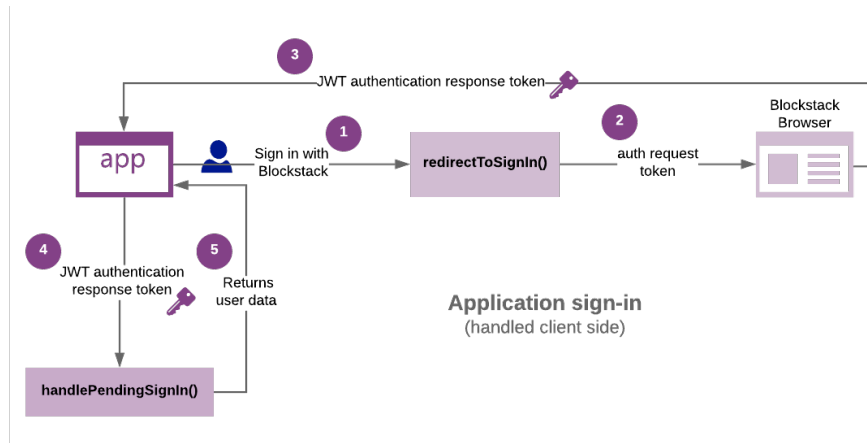 3
JWT authentication response token
Blockstack
Browser
1
2
app
Sign in with
Blockstack
redirectToSignIn()
auth request
token
4
5
JWT authentication
response token
Returns
user data
Application sign-in
(handled client side)
handlePendingSignIn()